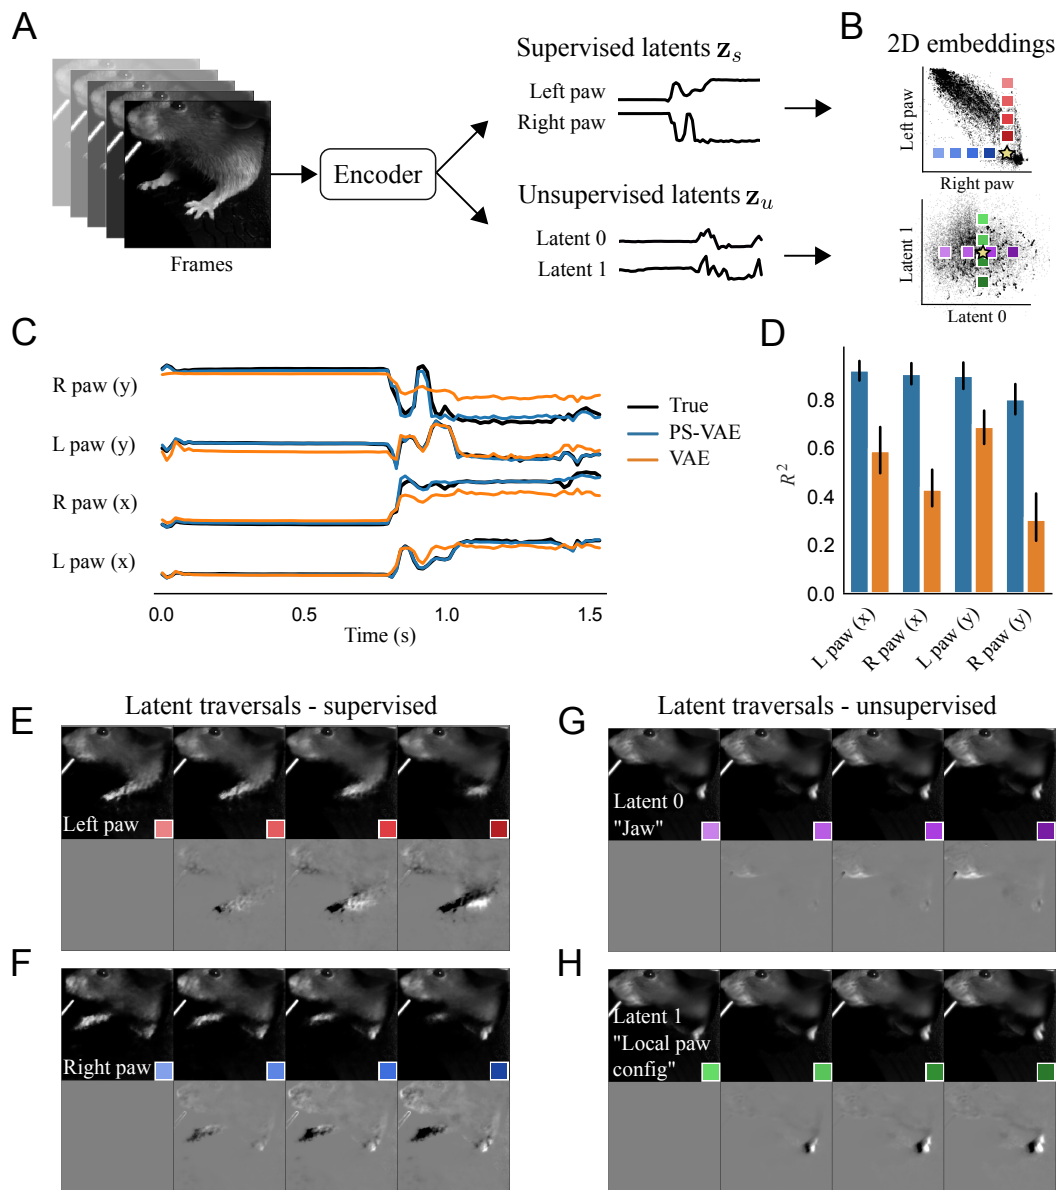 A
Supervised latents z_s
Left paw
Right paw
Encoder
Unsupervised latents z_u
Latent 0
Latent 1
Frames
B
2D embeddings
Left paw
Right paw
Latent 1
Latent 0
C
R paw (y)
L paw (y)
R paw (x)
L paw (x)
True
PS-VAE
VAE
0.0
0.5
1.0
1.5
Time (s)
D
R²
0.8
0.6
0.4
0.2
0.0
L paw (x)
R paw (x)
L paw (y)
R paw (y)
Latent traversals - supervised
E
Left paw
F
Right paw
Latent traversals - unsupervised
G
Latent 0
"Jaw"
H
Latent 1
"Local paw
config"